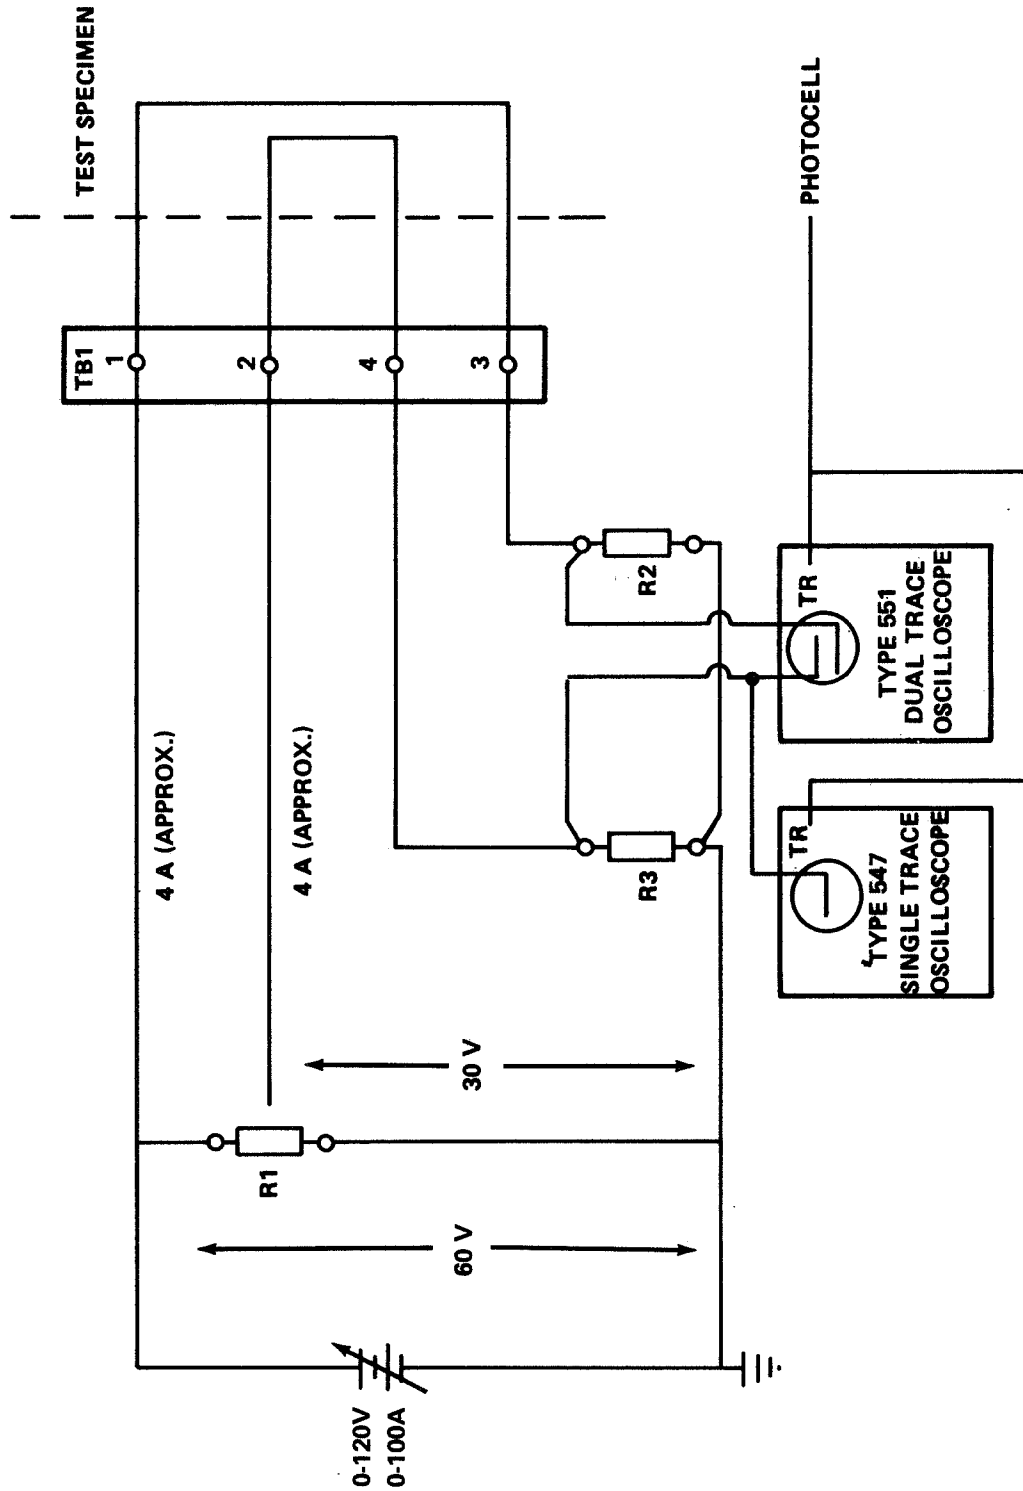 TEST SPECIMEN
PHOTOCELL
TB1
1
2
4
3
4 A (APPROX.)
4 A (APPROX.)
R2
R3
TR
TYPE 551
DUAL TRACE
OSCILLOSCOPE
TR
TYPE 547
SINGLE TRACE
OSCILLOSCOPE
30 V
R1
60 V
0-120V
0-100A